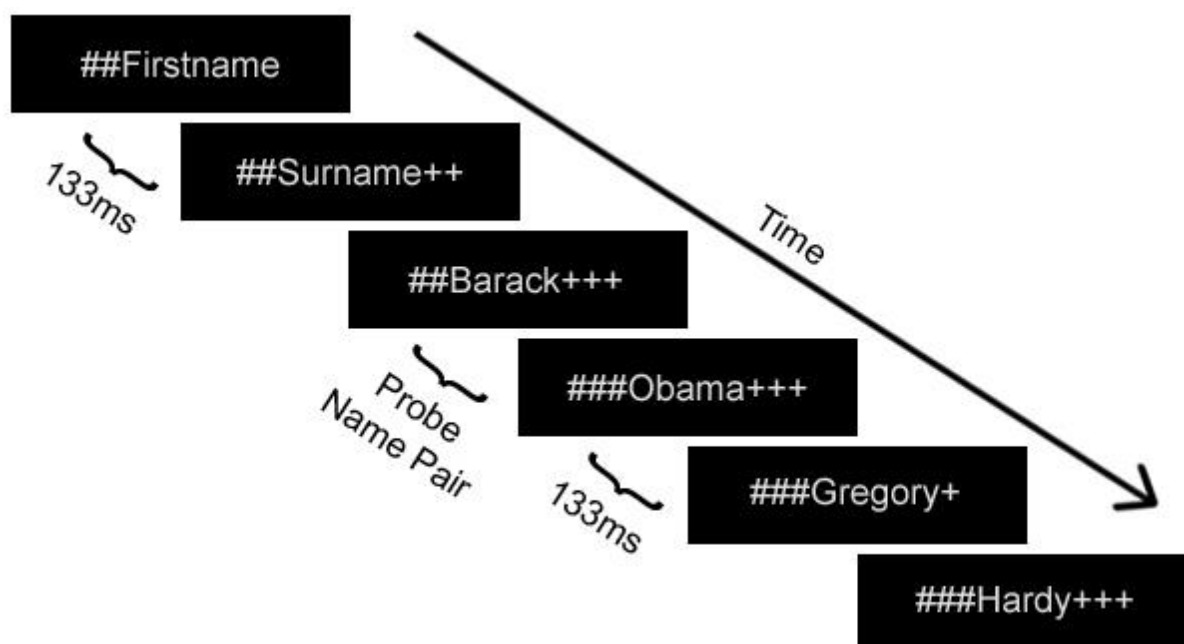 ##Firstname
133ms
##Surname++
Time
##Barack+++
Probe
Name Pair
###Obama+++
133ms
###Gregory+
###Hardy+++